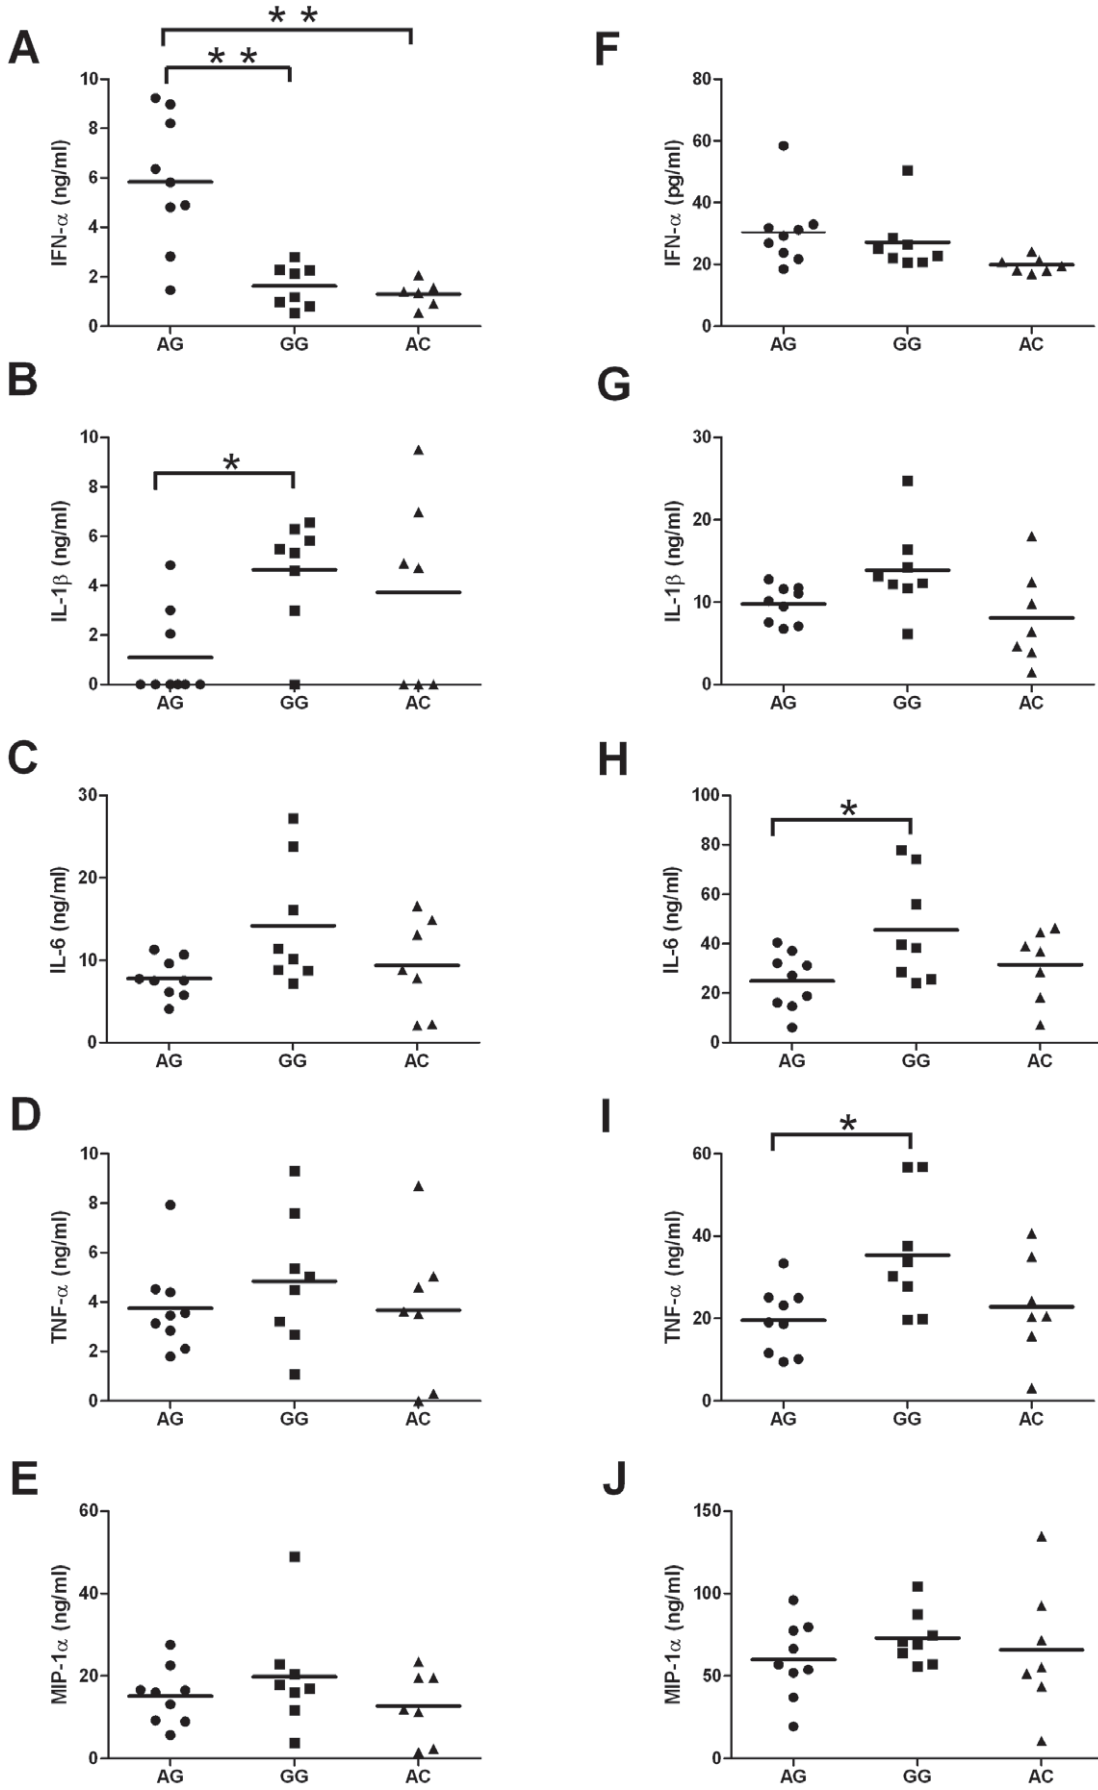 A
* *
* *
IFN-α (ng/ml)
10
8
6
4
2
0
AG GG AC
F
IFN-α (pg/ml)
80
60
40
20
0
AG GG AC
B
*
IL-1β (ng/ml)
10
8
6
4
2
0
AG GG AC
G
IL-1β (ng/ml)
30
20
10
0
AG GG AC
C
IL-6 (ng/ml)
30
20
10
0
AG GG AC
H
*
IL-6 (ng/ml)
100
80
60
40
20
0
AG GG AC
D
TNF-α (ng/ml)
10
8
6
4
2
0
AG GG AC
I
*
TNF-α (ng/ml)
60
40
20
0
AG GG AC
E
MIP-1α (ng/ml)
60
40
20
0
AG GG AC
J
MIP-1α (ng/ml)
150
100
50
0
AG GG AC